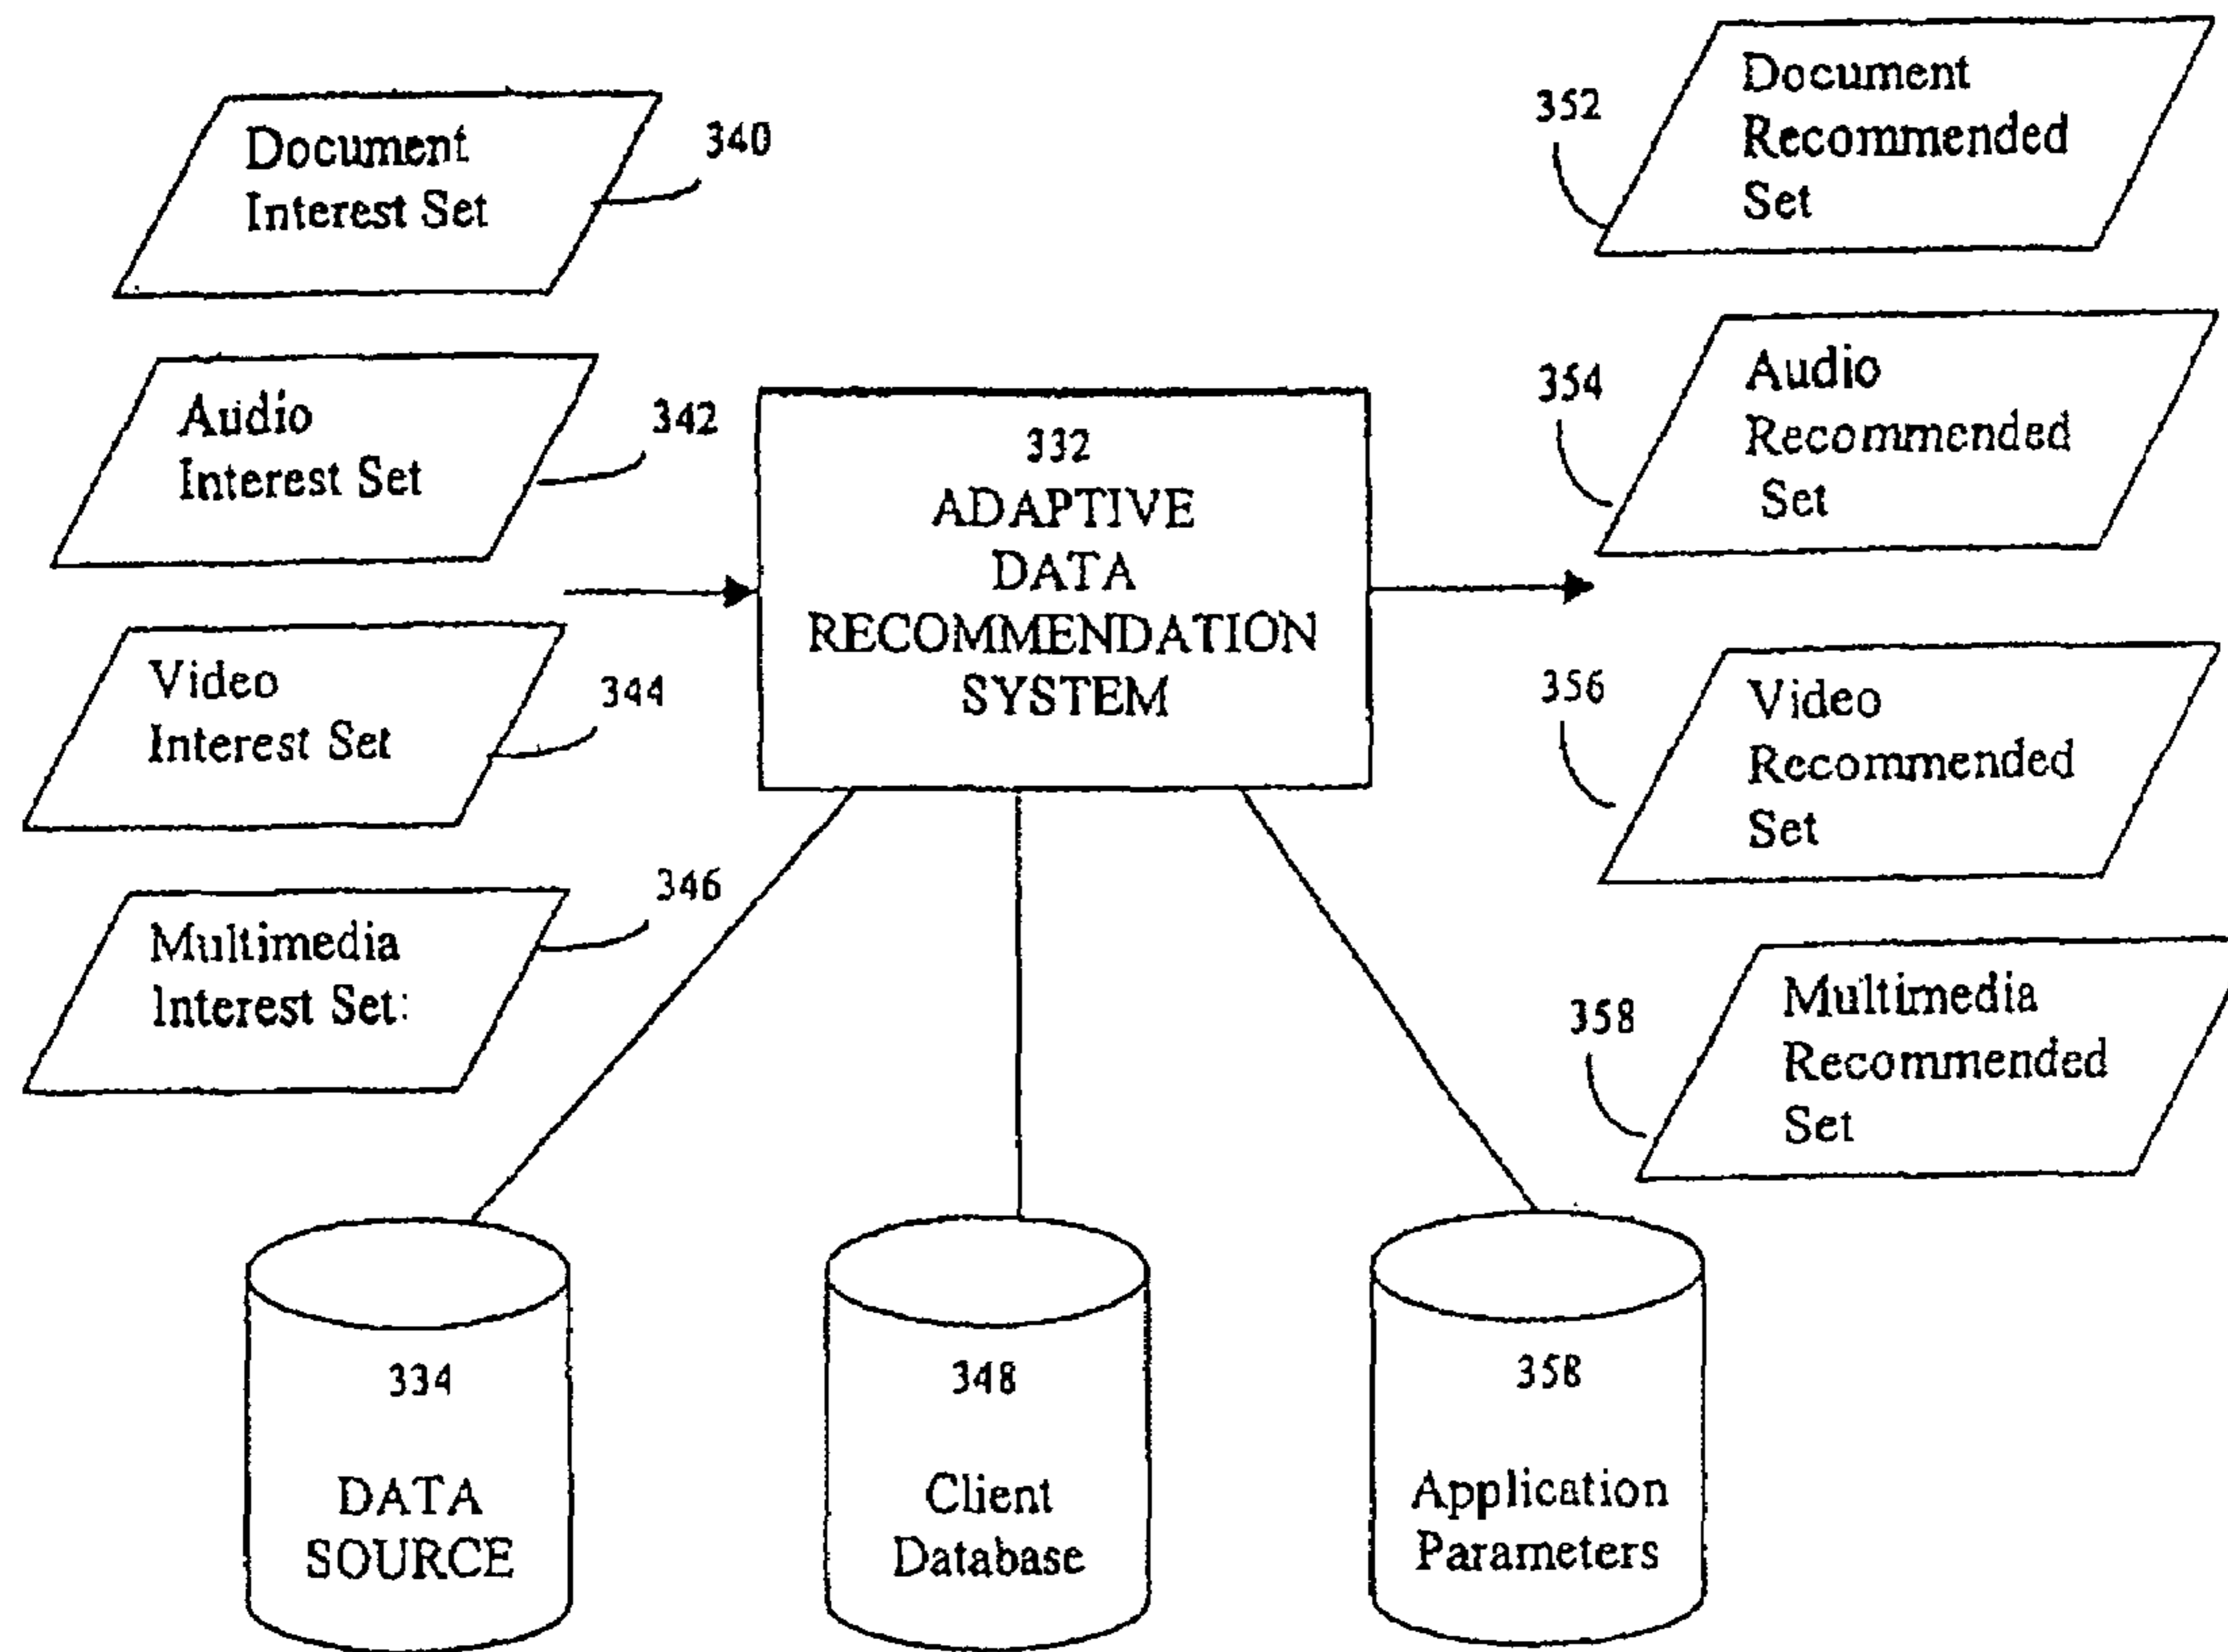 Document
Interest Set
340
Audio
Interest Set
342
Video
Interest Set
344
Multimedia
Interest Set:
346
332
ADAPTIVE
DATA
RECOMMENDATION
SYSTEM
352
Document
Recommended
Set
354
Audio
Recommended
Set
356
Video
Recommended
Set
358
Multimedia
Recommended
Set
334
DATA
SOURCE
348
Client
Database
358
Application
Parameters